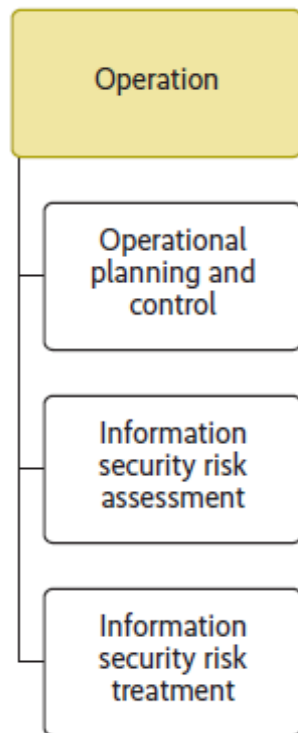 Operation
Operational
planning and
control
Information
security risk
assessment
Information
security risk
treatment